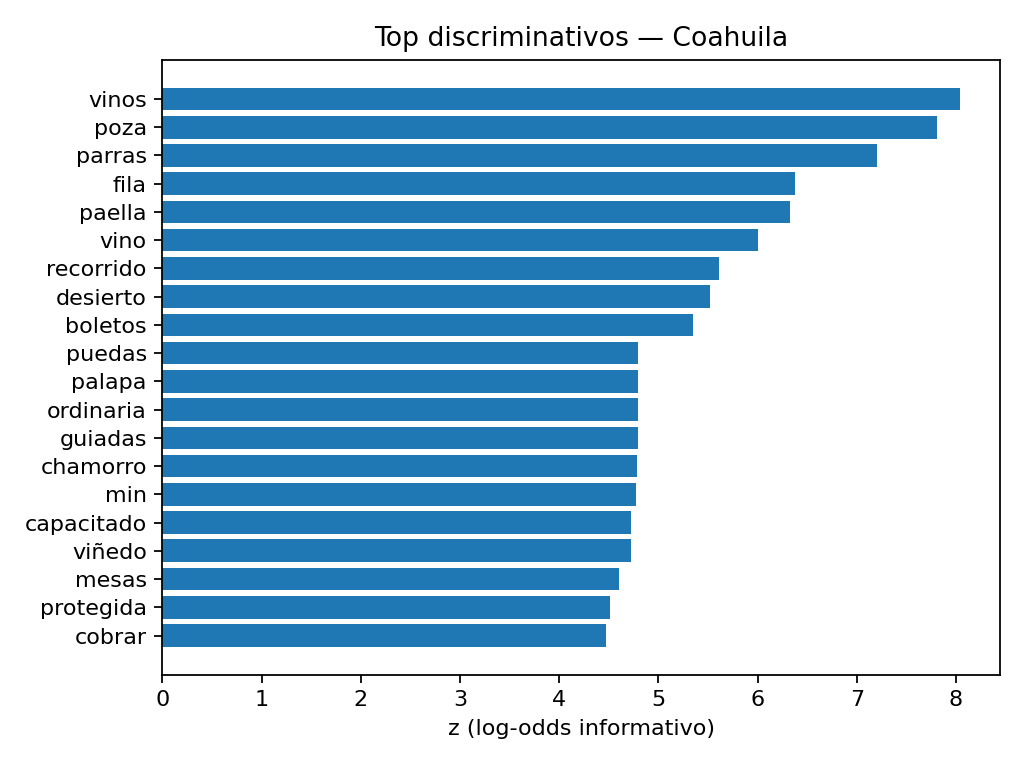 Top discriminativos — Coahuila
vinos
poza
parras
fila
paella
vino
recorrido
desierto
boletos
puedas
palapa
ordinaria
guiadas
chamorro
min
capacitado
viñedo
mesas
protegida
cobrar
0 1 2 3 4 5 6 7 8
z (log-odds informativo)